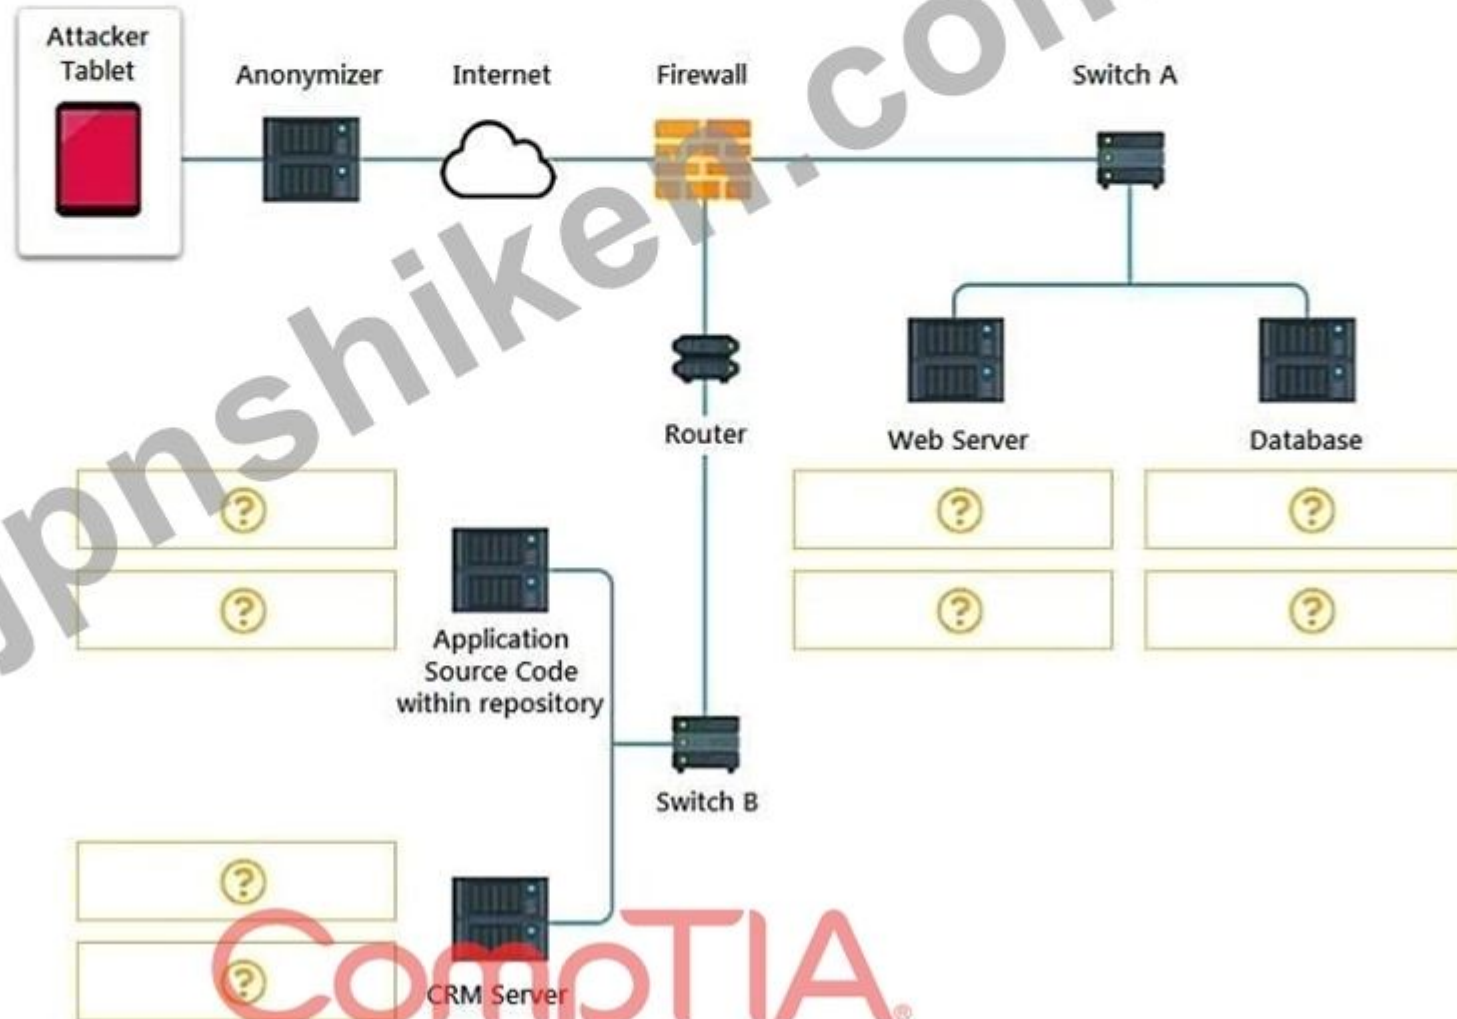 Attacker
Tablet
Anonymizer
Internet
Firewall
Switch A
Router
Web Server
Database
?
?
?
?
?
?
Application
Source Code
within repository
Switch B
?
?
CRM Server
CompTIA®
jpnshiken.com